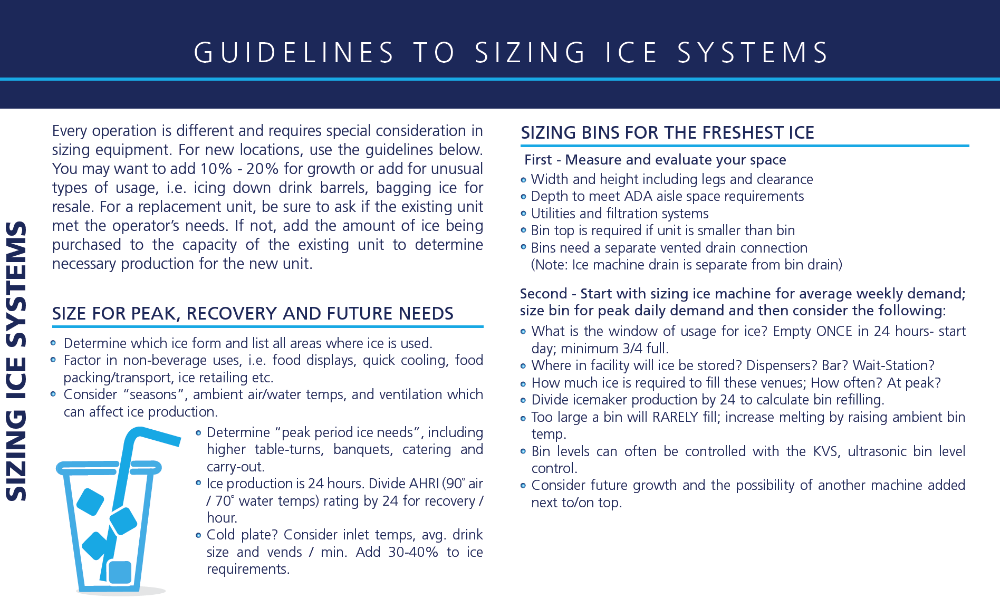 GUIDELINES TO SIZING ICE SYSTEMS
SIZING ICE SYSTEMS
Every operation is different and requires special consideration in
sizing equipment. For new locations, use the guidelines below.
You may want to add 10% - 20% for growth or add for unusual
types of usage, i.e. icing down drink barrels, bagging ice for
resale. For a replacement unit, be sure to ask if the existing unit
met the operator’s needs. If not, add the amount of ice being
purchased to the capacity of the existing unit to determine
necessary production for the new unit.
SIZE FOR PEAK, RECOVERY AND FUTURE NEEDS
• Determine which ice form and list all areas where ice is used.
• Factor in non-beverage uses, i.e. food displays, quick cooling, food
packing/transport, ice retailing etc.
• Consider “seasons”, ambient air/water temps, and ventilation which
can affect ice production.
• Determine “peak period ice needs”, including
higher table-turns, banquets, catering and
carry-out.
• Ice production is 24 hours. Divide AHRI (90˚ air
/ 70˚ water temps) rating by 24 for recovery /
hour.
• Cold plate? Consider inlet temps, avg. drink
size and vends / min. Add 30-40% to ice
requirements.
SIZING BINS FOR THE FRESHEST ICE
First - Measure and evaluate your space
• Width and height including legs and clearance
• Depth to meet ADA aisle space requirements
• Utilities and filtration systems
• Bin top is required if unit is smaller than bin
• Bins need a separate vented drain connection
(Note: Ice machine drain is separate from bin drain)
Second - Start with sizing ice machine for average weekly demand;
size bin for peak daily demand and then consider the following:
• What is the window of usage for ice? Empty ONCE in 24 hours- start
day; minimum 3/4 full.
• Where in facility will ice be stored? Dispensers? Bar? Wait-Station?
• How much ice is required to fill these venues; How often? At peak?
• Divide icemaker production by 24 to calculate bin refilling.
• Too large a bin will RARELY fill; increase melting by raising ambient bin
temp.
• Bin levels can often be controlled with the KVS, ultrasonic bin level
control.
• Consider future growth and the possibility of another machine added
next to/on top.